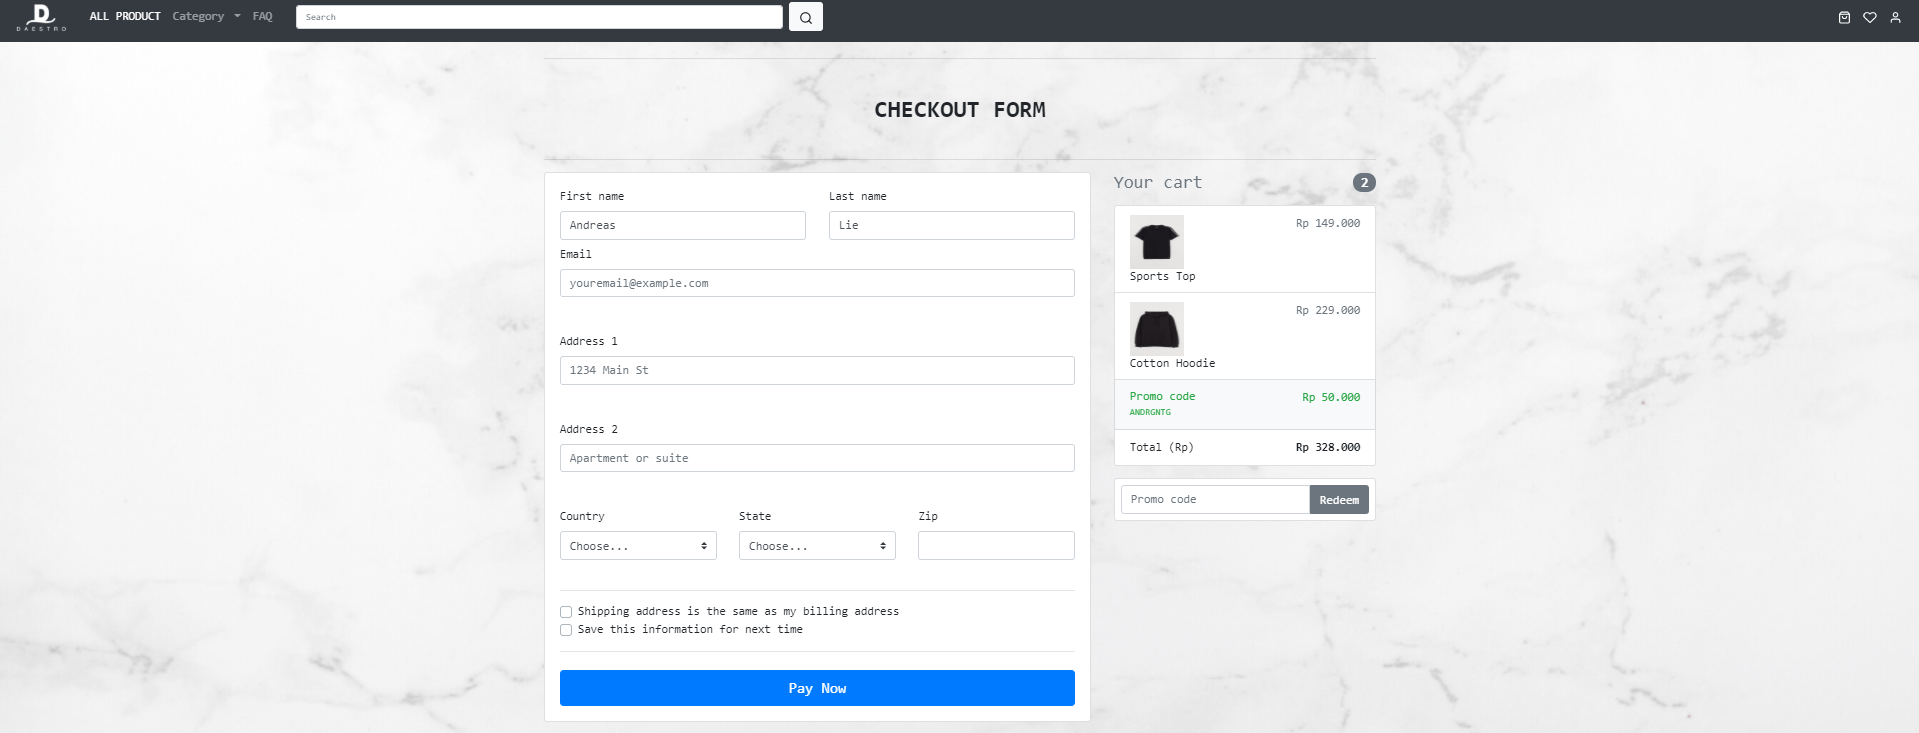 DAESTRO
ALL PRODUCT Category FAQ Search
CHECKOUT FORM
First name Last name
Andreas Lie
Email
youremail@example.com
Address 1
1234 Main St
Address 2
Apartment or suite
Country State Zip
Choose... Choose...
Shipping address is the same as my billing address
Save this information for next time
Pay Now
Your cart 2
Rp 149.000
Sports Top
Rp 229.000
Cotton Hoodie
Promo code Rp 50.000
ANDRGNTG
Total (Rp) Rp 328.000
Promo code Redeem